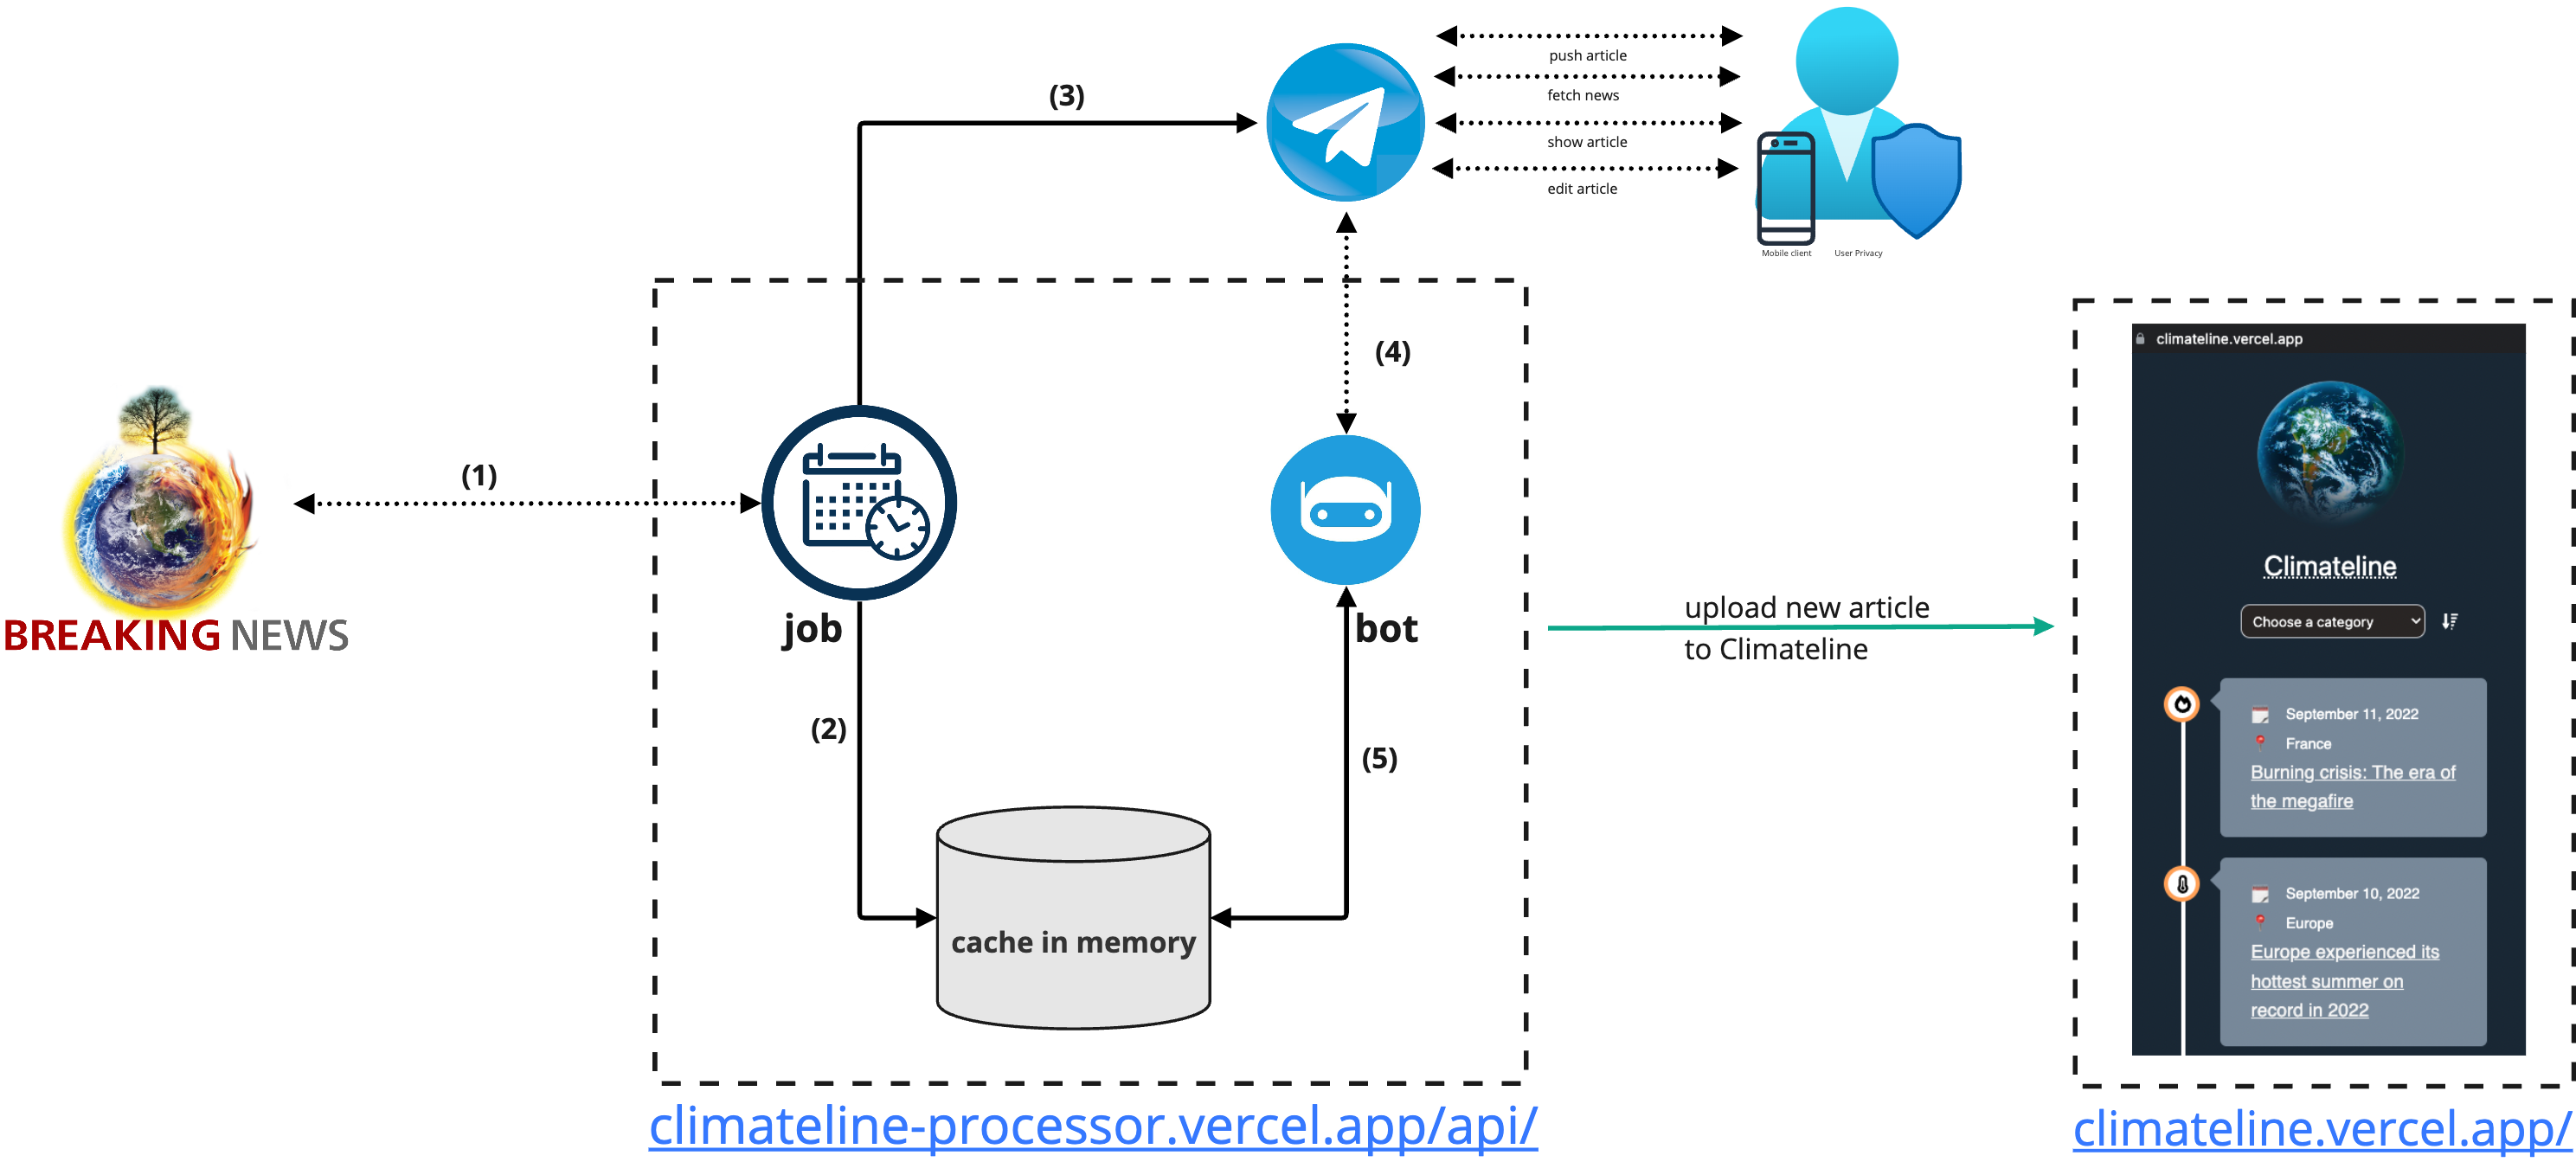 push article
fetch news
show article
edit article
Mobile client
User Privacy
(3)
(4)
(1)
BREAKING NEWS
job
bot
(2)
(5)
cache in memory
climateline-processor.vercel.app/api/
upload new article
to Climateline
climateline.vercel.app
Climateline
Choose a category
September 11, 2022
France
Burning crisis: The era of
the megafire
September 10, 2022
Europe
Europe experienced its
hottest summer on
record in 2022
climateline.vercel.app/